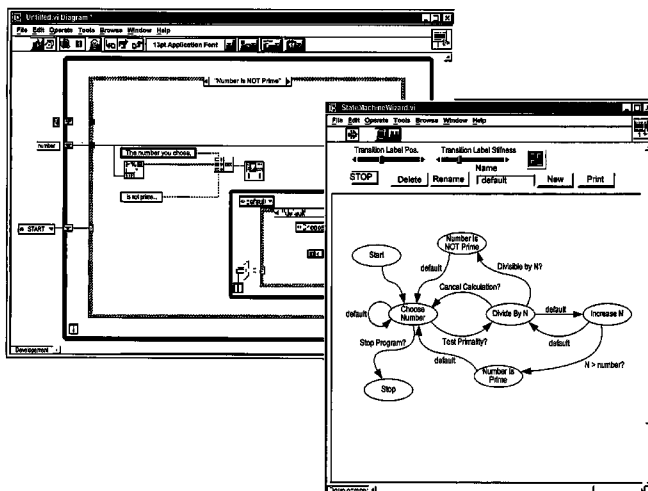 Untitled.vi Diagram *
File Edit Operate Tools Browse Window Help
13pt Application Font
"Number Is NOT Prime"
number
The number you chose,
is not prime...
START
default
Development
StateMachineWizard.vi
File Edit Operate Tools Browse Window Help
Transition Label Pos.
Transition Label Stiffness
Name
STOP
Delete
Rename
default
New
Print
Number Is
NOT Prime
Start
default
Divisible by N?
Cancel Calculation?
default
Choose
Number
Divide By N
default
Increase N
Stop Program?
Test Primality?
default
default
N > number?
Number Is
Prime
Stop